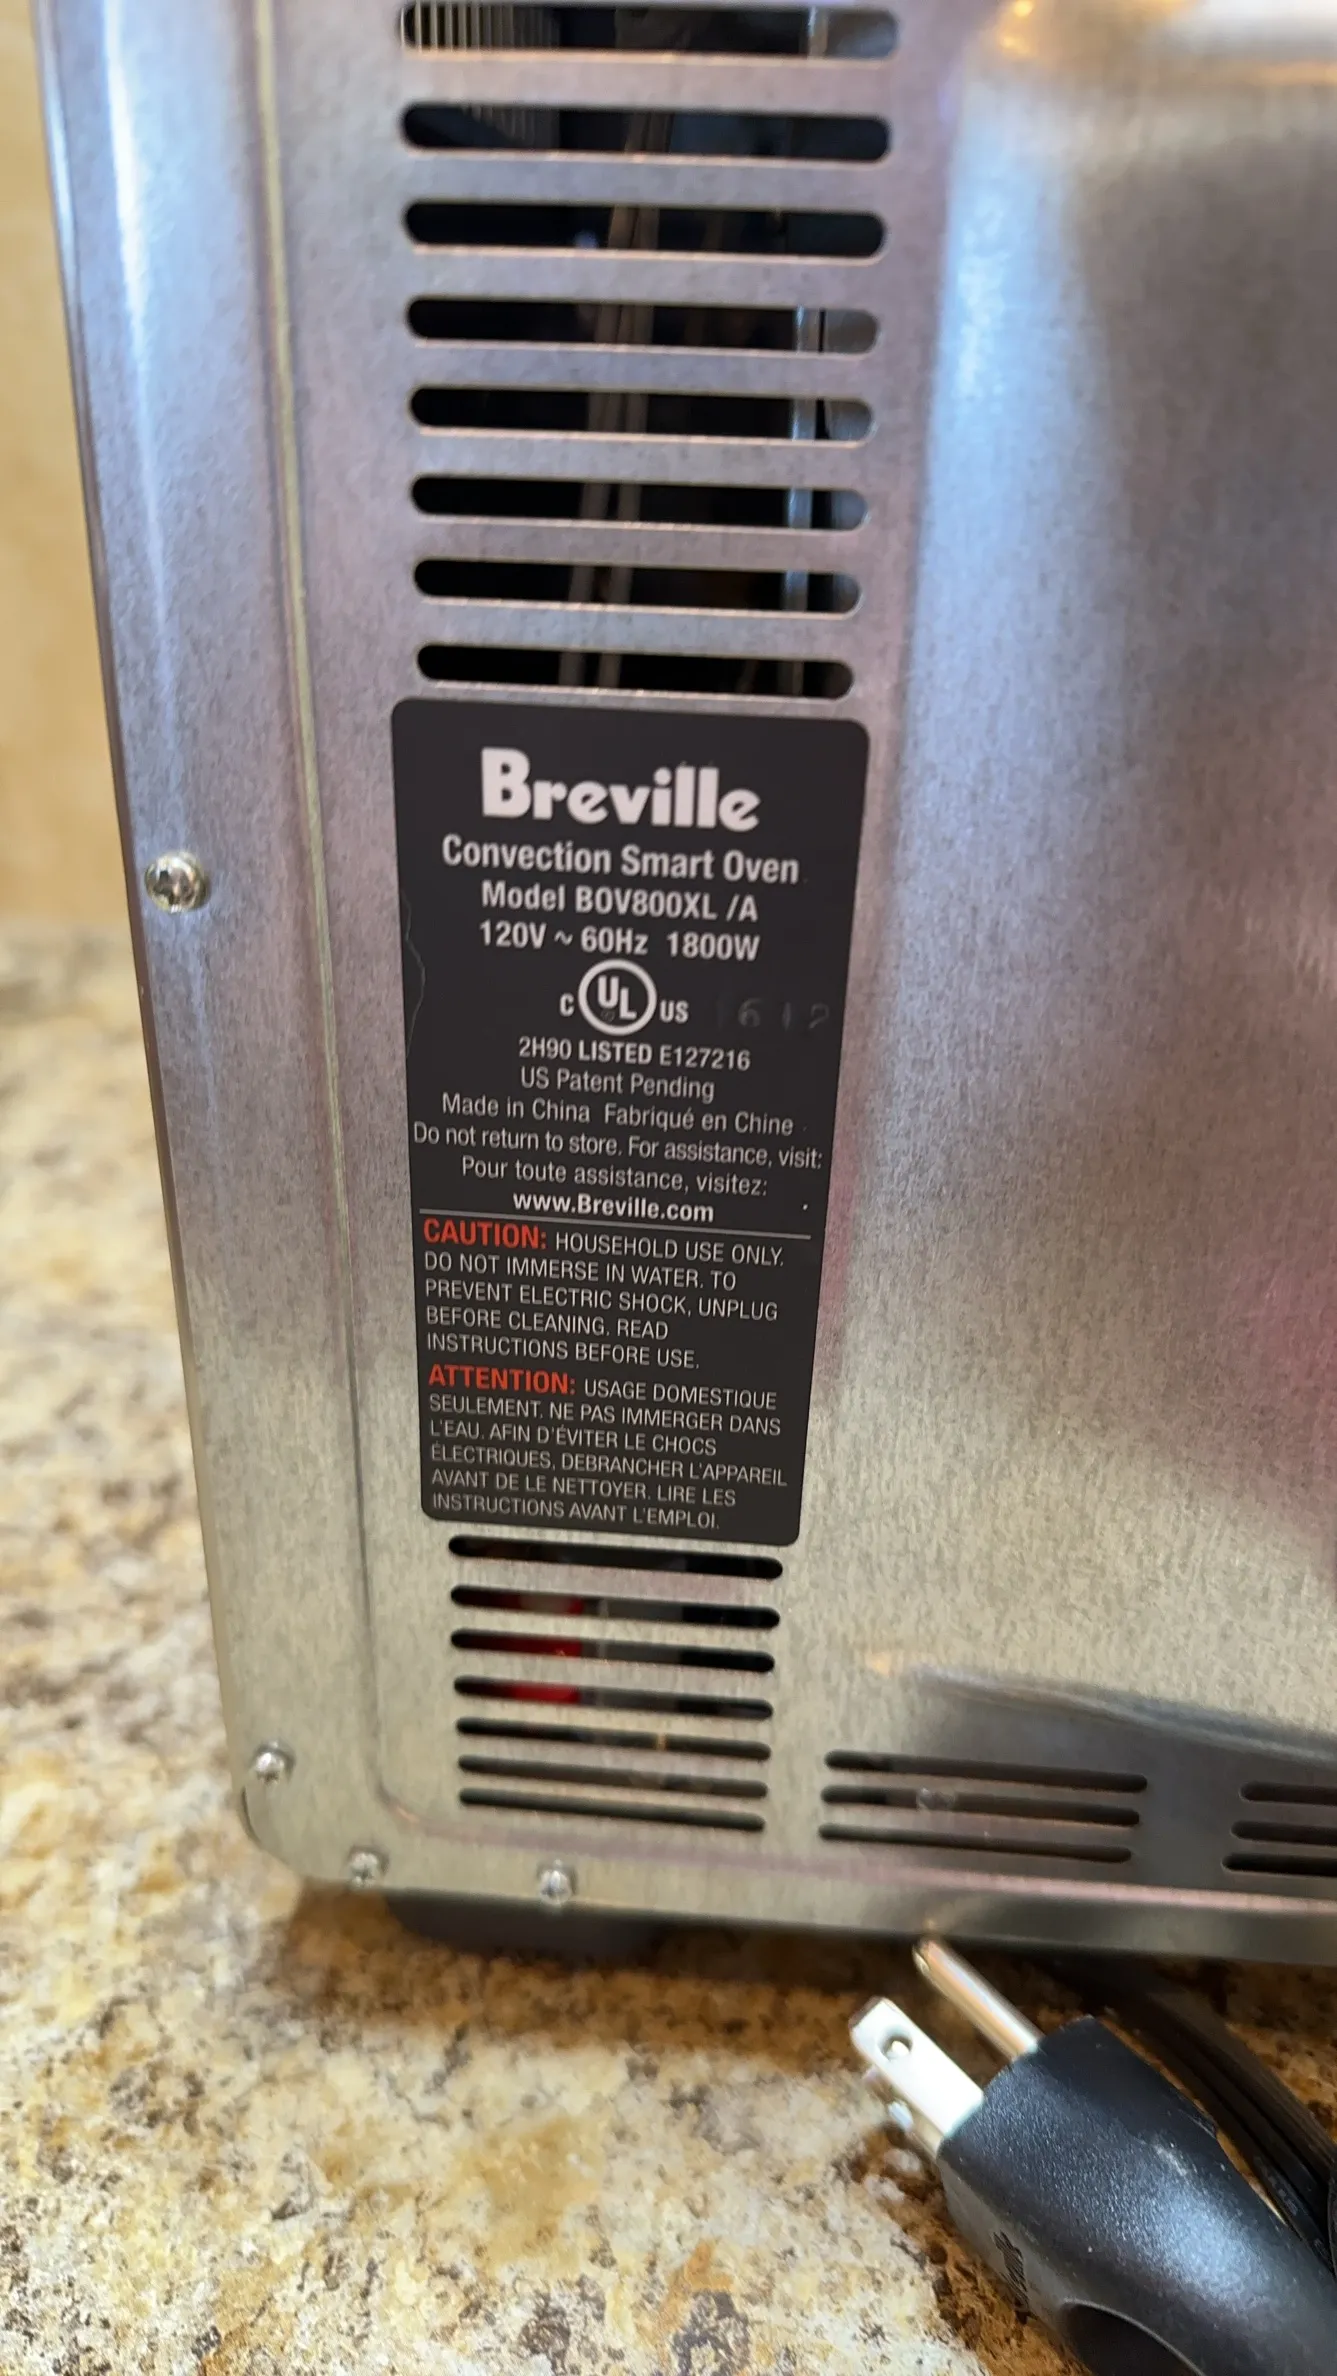 Breville
Convection Smart Oven
Model BOV800XL /A
120V ~ 60Hz 1800W
C UL US
2H90 LISTED E127216
US Patent Pending
Made in China Fabriqué en Chine
Do not return to store. For assistance, visit:
Pour toute assistance, visitez:
www.Breville.com
CAUTION: HOUSEHOLD USE ONLY.
DO NOT IMMERSE IN WATER. TO
PREVENT ELECTRIC SHOCK, UNPLUG
BEFORE CLEANING. READ
INSTRUCTIONS BEFORE USE.
ATTENTION: USAGE DOMESTIQUE
SEULEMENT. NE PAS IMMERGER DANS
L'EAU. AFIN D'ÉVITER LE CHOCS
ÉLECTRIQUES, DEBRANCHER L'APPAREIL
AVANT DE LE NETTOYER. LIRE LES
INSTRUCTIONS AVANT L'EMPLOI.